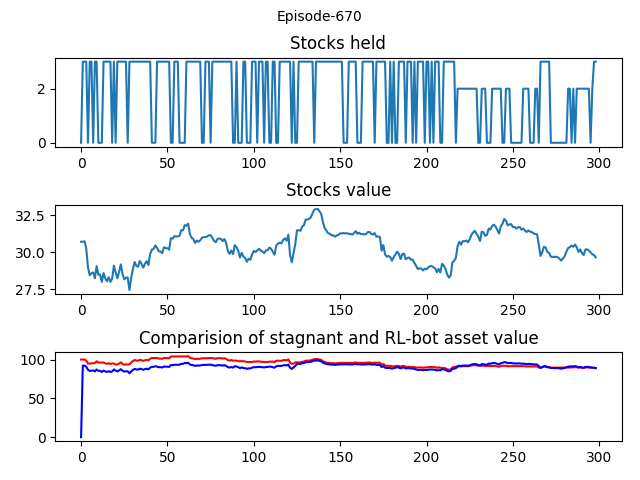 Episode-670
Stocks held
2
0
0 50 100 150 200 250 300
Stocks value
32.5
30.0
27.5
0 50 100 150 200 250 300
Comparision of stagnant and RL-bot asset value
100
50
0
0 50 100 150 200 250 300